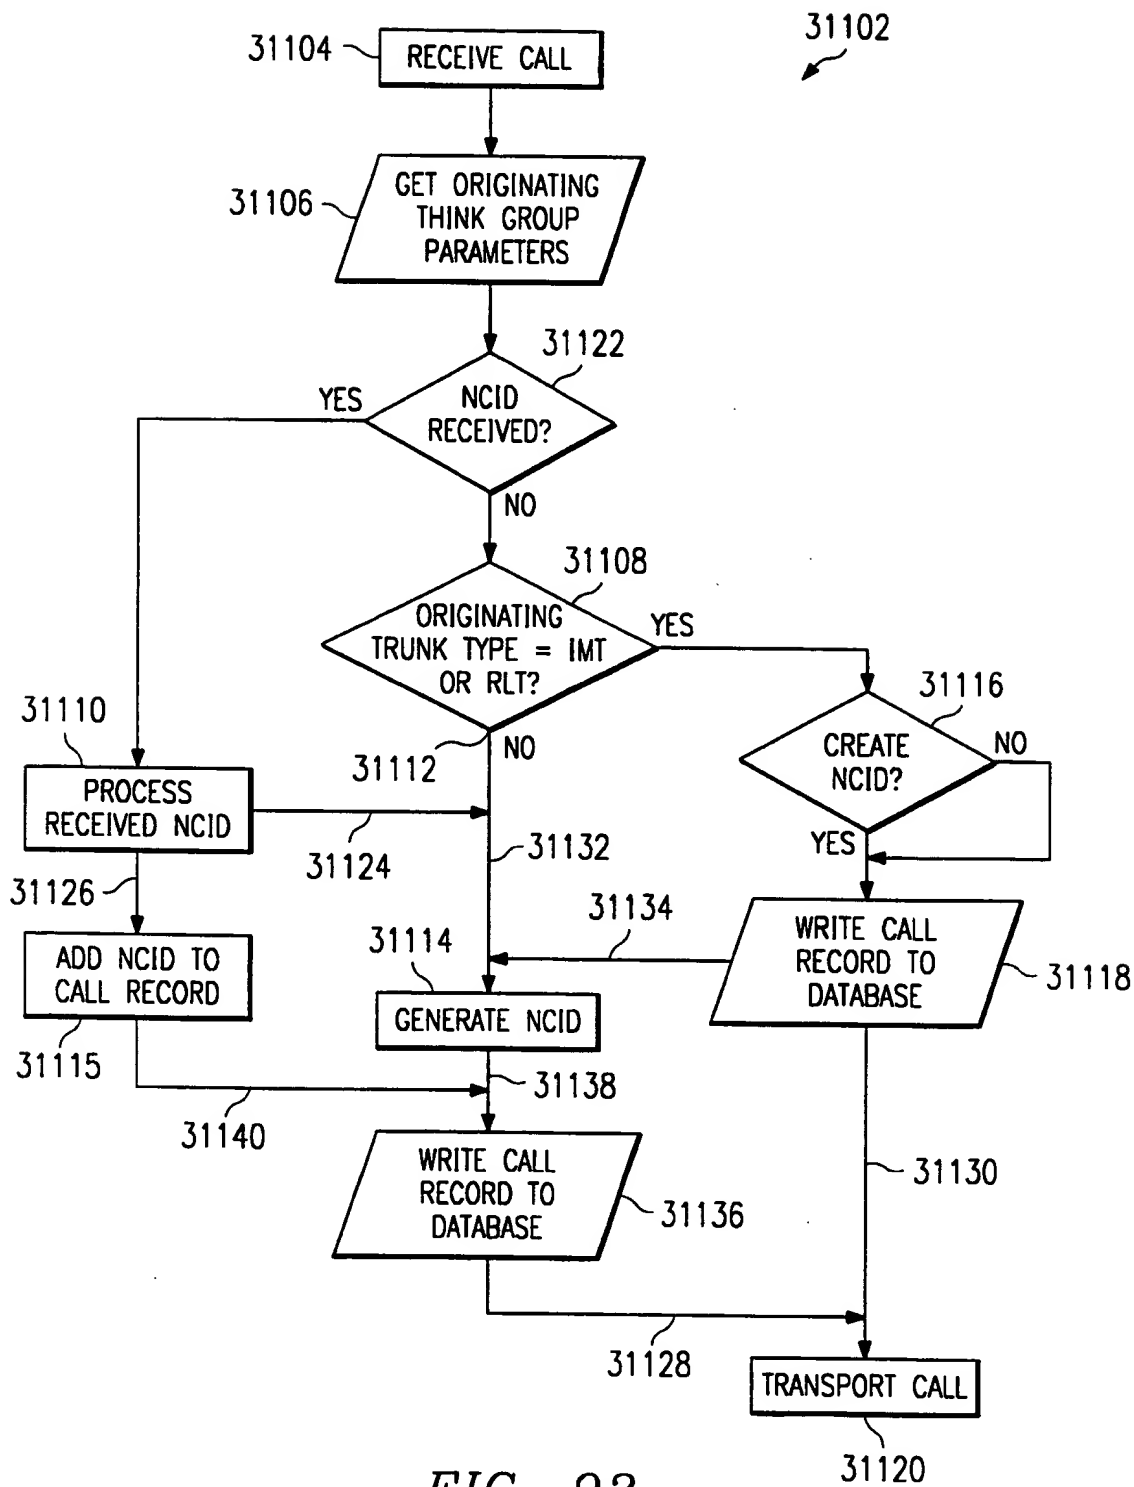 31102
31104
RECEIVE CALL
31106
GET ORIGINATING
THINK GROUP
PARAMETERS
31122
YES
NCID
RECEIVED?
NO
31108
ORIGINATING
TRUNK TYPE = IMT
OR RLT?
YES
31116
31110
31112
NO
CREATE
NCID?
NO
YES
PROCESS
RECEIVED NCID
31124
31132
31126
31134
31114
WRITE CALL
RECORD TO
DATABASE
31118
ADD NCID TO
CALL RECORD
GENERATE NCID
31115
31138
31140
WRITE CALL
RECORD TO
DATABASE
31136
31130
31128
TRANSPORT CALL
31120